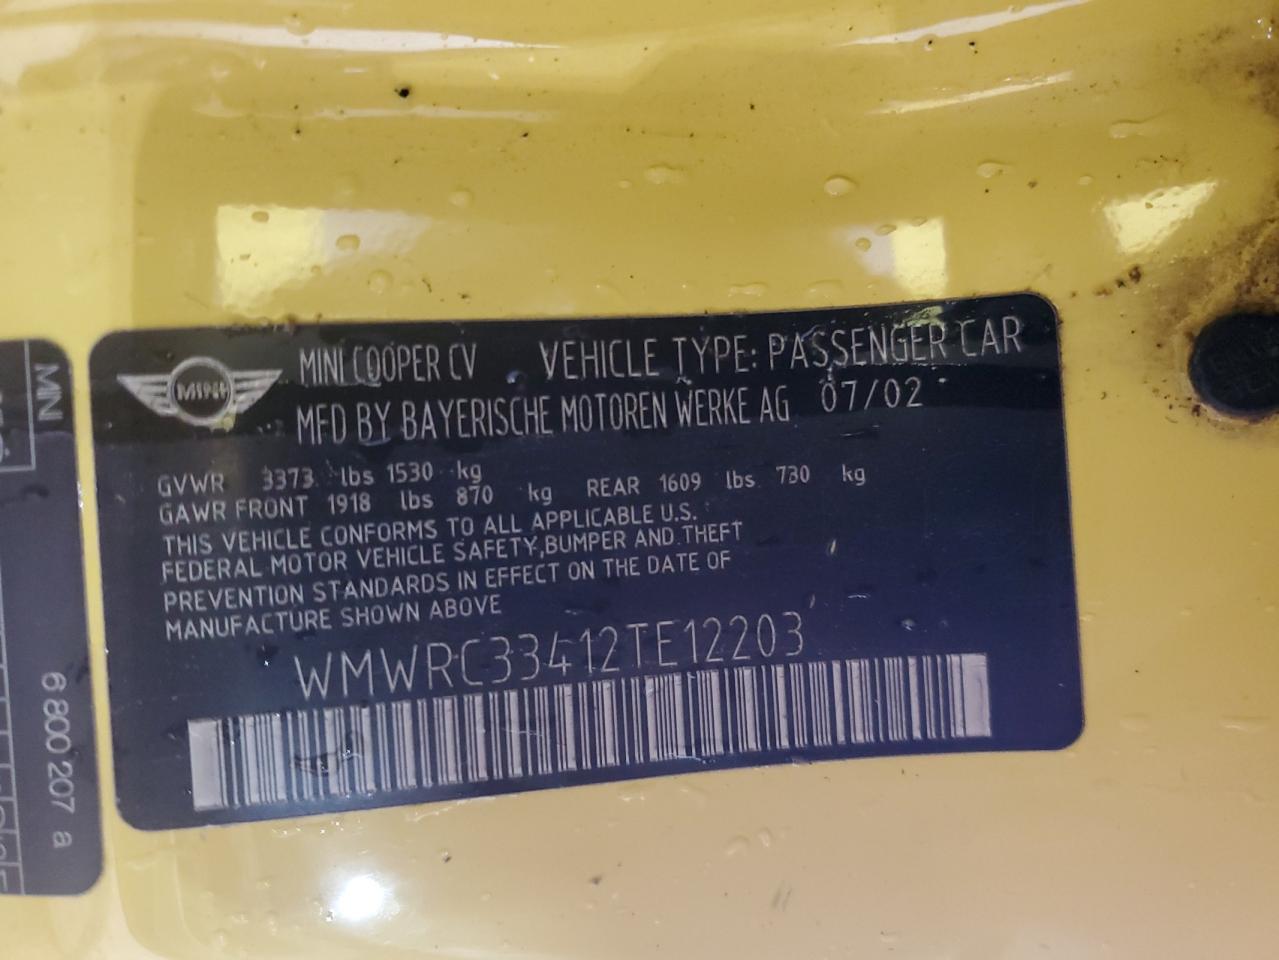 MINI
MINI COOPER CV VEHICLE TYPE: PASSENGER CAR
MFD BY BAYERISCHE MOTOREN WERKE AG 07/02
GVWR 3373 lbs 1530 kg
GAWR FRONT 1918 lbs 870 kg REAR 1609 lbs 730 kg
THIS VEHICLE CONFORMS TO ALL APPLICABLE U.S.
FEDERAL MOTOR VEHICLE SAFETY,BUMPER AND THEFT
PREVENTION STANDARDS IN EFFECT ON THE DATE OF
MANUFACTURE SHOWN ABOVE
WMWRC33412TE12203
MN
6800207 a